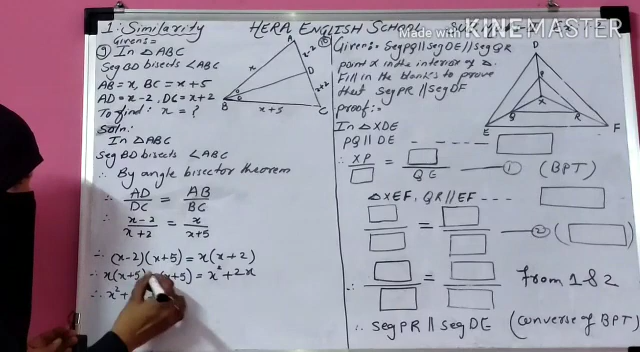 1: Similarity
HERA ENGLISH SCHOOL
Made with KINEMASTER
Given:-
9) In △ABC
Seg BD bisects ∠ABC
AB = x, BC = x+5
AD = x-2, DC = x+2
To find: x = ?
Soln:
In △ABC
Seg BD bisects ∠ABC
∴ By angle bisector theorem
∴ AD/DC = AB/BC
∴ x-2/x+2 = x/x+5
∴ (x-2)(x+5) = x(x+2)
∴ x(x+5) (x+5) = x² + 2x
∴ x² +
A
x-2
x
D
x+2
B
C
x+5
Given:- Seg PQ || seg DE || seg QR
point X in the interior of △.
Fill in the blanks to prove
that Seg PR || seg DF
proof:-
In △XDE
PQ || DE - - - - -
∴ XP/ = /QE - - - ① (BPT)
△XEF, QR || EF - - -
= - - - ② ( )
= from 1 & 2
∴ seg PR || seg DE (converse of BPT)
D
P
X
Q
R
E
F